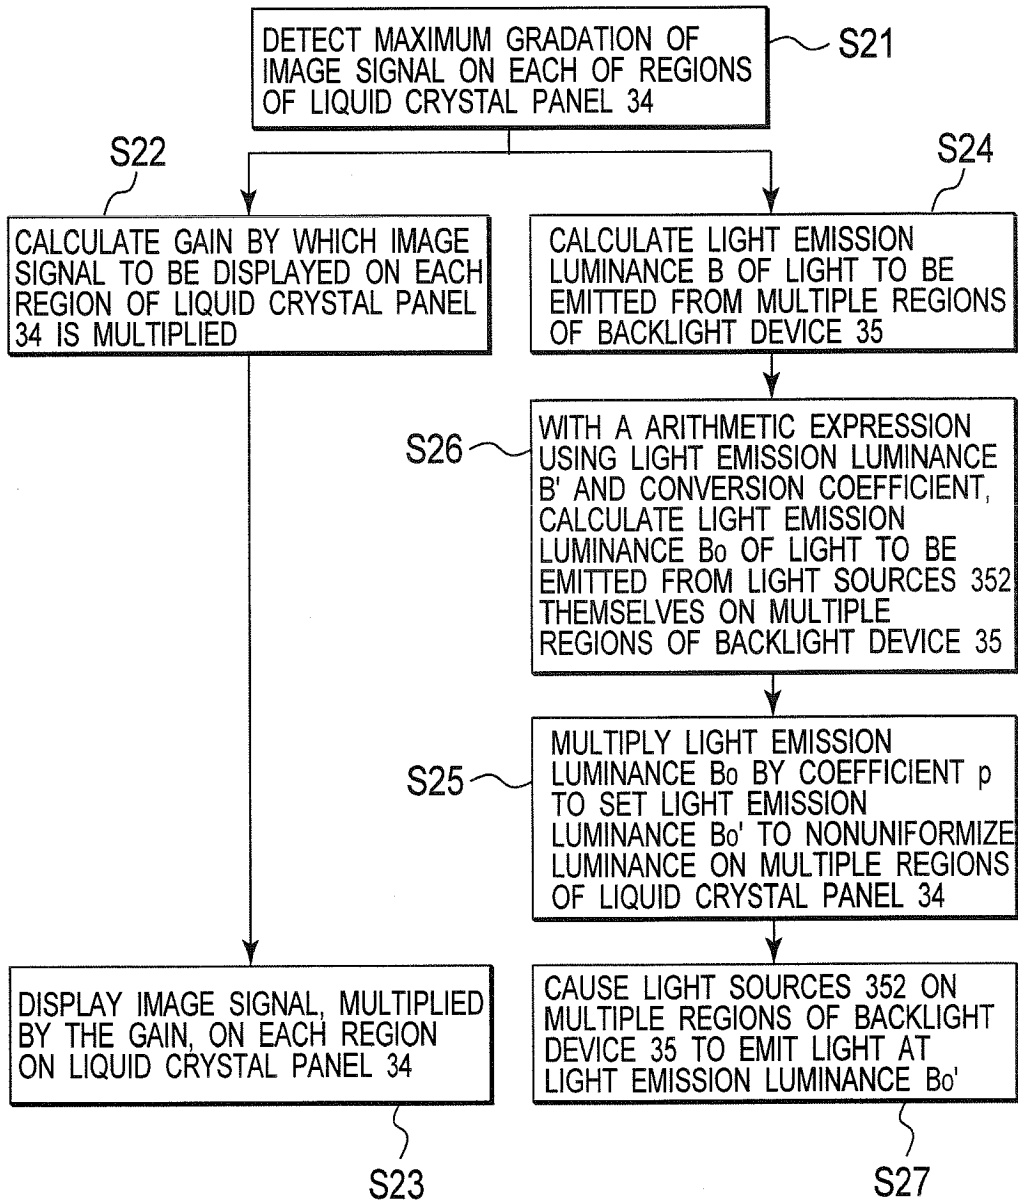 DETECT MAXIMUM GRADATION OF
IMAGE SIGNAL ON EACH OF REGIONS
OF LIQUID CRYSTAL PANEL 34
S21
S22
CALCULATE GAIN BY WHICH IMAGE
SIGNAL TO BE DISPLAYED ON EACH
REGION OF LIQUID CRYSTAL PANEL
34 IS MULTIPLIED
S24
CALCULATE LIGHT EMISSION
LUMINANCE B OF LIGHT TO BE
EMITTED FROM MULTIPLE REGIONS
OF BACKLIGHT DEVICE 35
S26
WITH A ARITHMETIC EXPRESSION
USING LIGHT EMISSION LUMINANCE
B' AND CONVERSION COEFFICIENT,
CALCULATE LIGHT EMISSION
LUMINANCE Bo OF LIGHT TO BE
EMITTED FROM LIGHT SOURCES 352
THEMSELVES ON MULTIPLE
REGIONS OF BACKLIGHT DEVICE 35
S25
MULTIPLY LIGHT EMISSION
LUMINANCE Bo BY COEFFICIENT p
TO SET LIGHT EMISSION
LUMINANCE Bo' TO NONUNIFORMIZE
LUMINANCE ON MULTIPLE REGIONS
OF LIQUID CRYSTAL PANEL 34
DISPLAY IMAGE SIGNAL, MULTIPLIED
BY THE GAIN, ON EACH REGION
ON LIQUID CRYSTAL PANEL 34
S23
CAUSE LIGHT SOURCES 352 ON
MULTIPLE REGIONS OF BACKLIGHT
DEVICE 35 TO EMIT LIGHT AT
LIGHT EMISSION LUMINANCE Bo'
S27